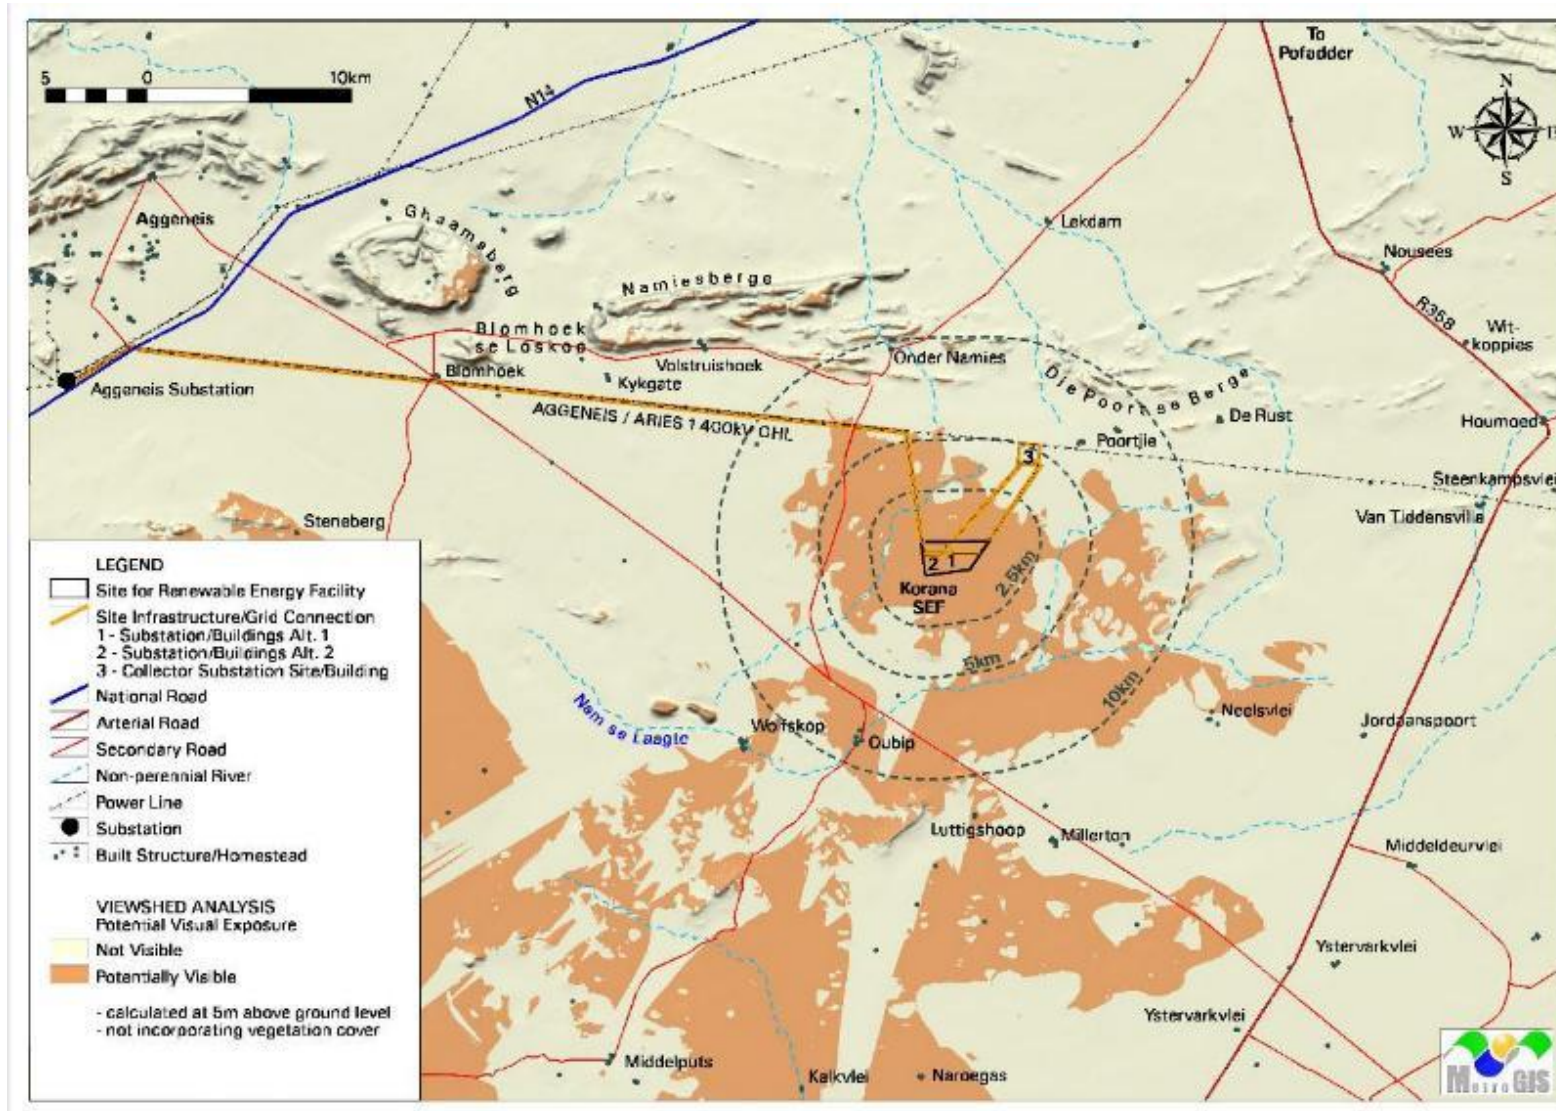 To
Pofadder
5 0 10km
N14
N
W E
S
Aggeneis
Ghaamsberg
Lekdam
Nousees
Namiesberge
R358
Wit-
koppies
Blomhoek
se Loskop
Volstruishoek
Onder Namies
Blomhoek
Kykgate
Die Poort se Berge
Aggeneis Substation
De Rust
Houmoed
AGGENEIS / ARIES 1 400kV OHL
Poortjie
3
Steenkampsvlei
Van Tiddensville
Steneberg
2 1
Korana
SEF
2,5km
5km
10km
Nam se Laagte
Wolfskop
Oubip
Neelsvlei
Jordaanspoort
Luttigshoop
Millerton
Middeldeurvlei
Ystervarkvlei
Ystervarkvlei
Middelputs
Kalkvlei
Naroegas
LEGEND
Site for Renewable Energy Facility
Site Infrastructure/Grid Connection
1 - Substation/Buildings Alt. 1
2 - Substation/Buildings Alt. 2
3 - Collector Substation Site/Building
National Road
Arterial Road
Secondary Road
Non-perennial River
Power Line
Substation
Built Structure/Homestead
VIEWSHED ANALYSIS
Potential Visual Exposure
Not Visible
Potentially Visible
- calculated at 5m above ground level
- not incorporating vegetation cover
GIS